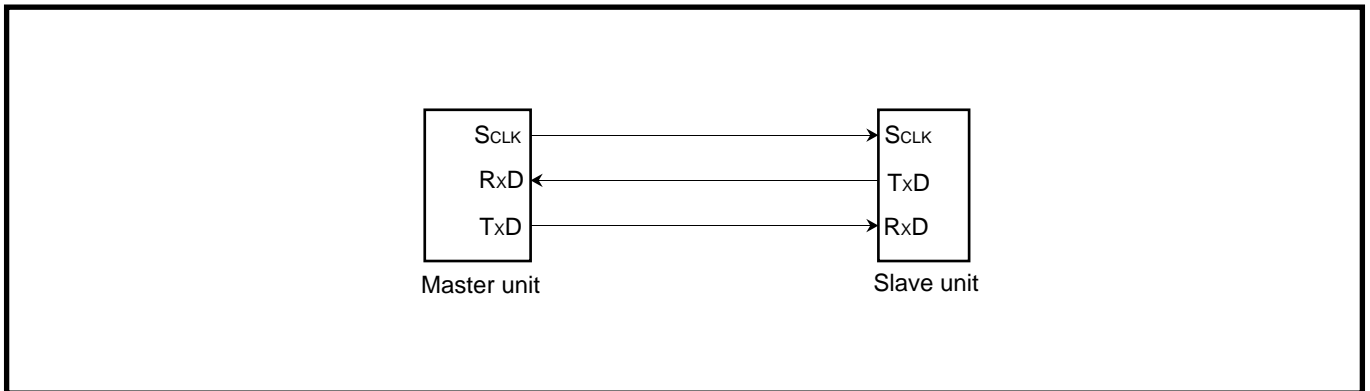 SCLK SCLK
RxD TxD
TxD RxD
Master unit Slave unit